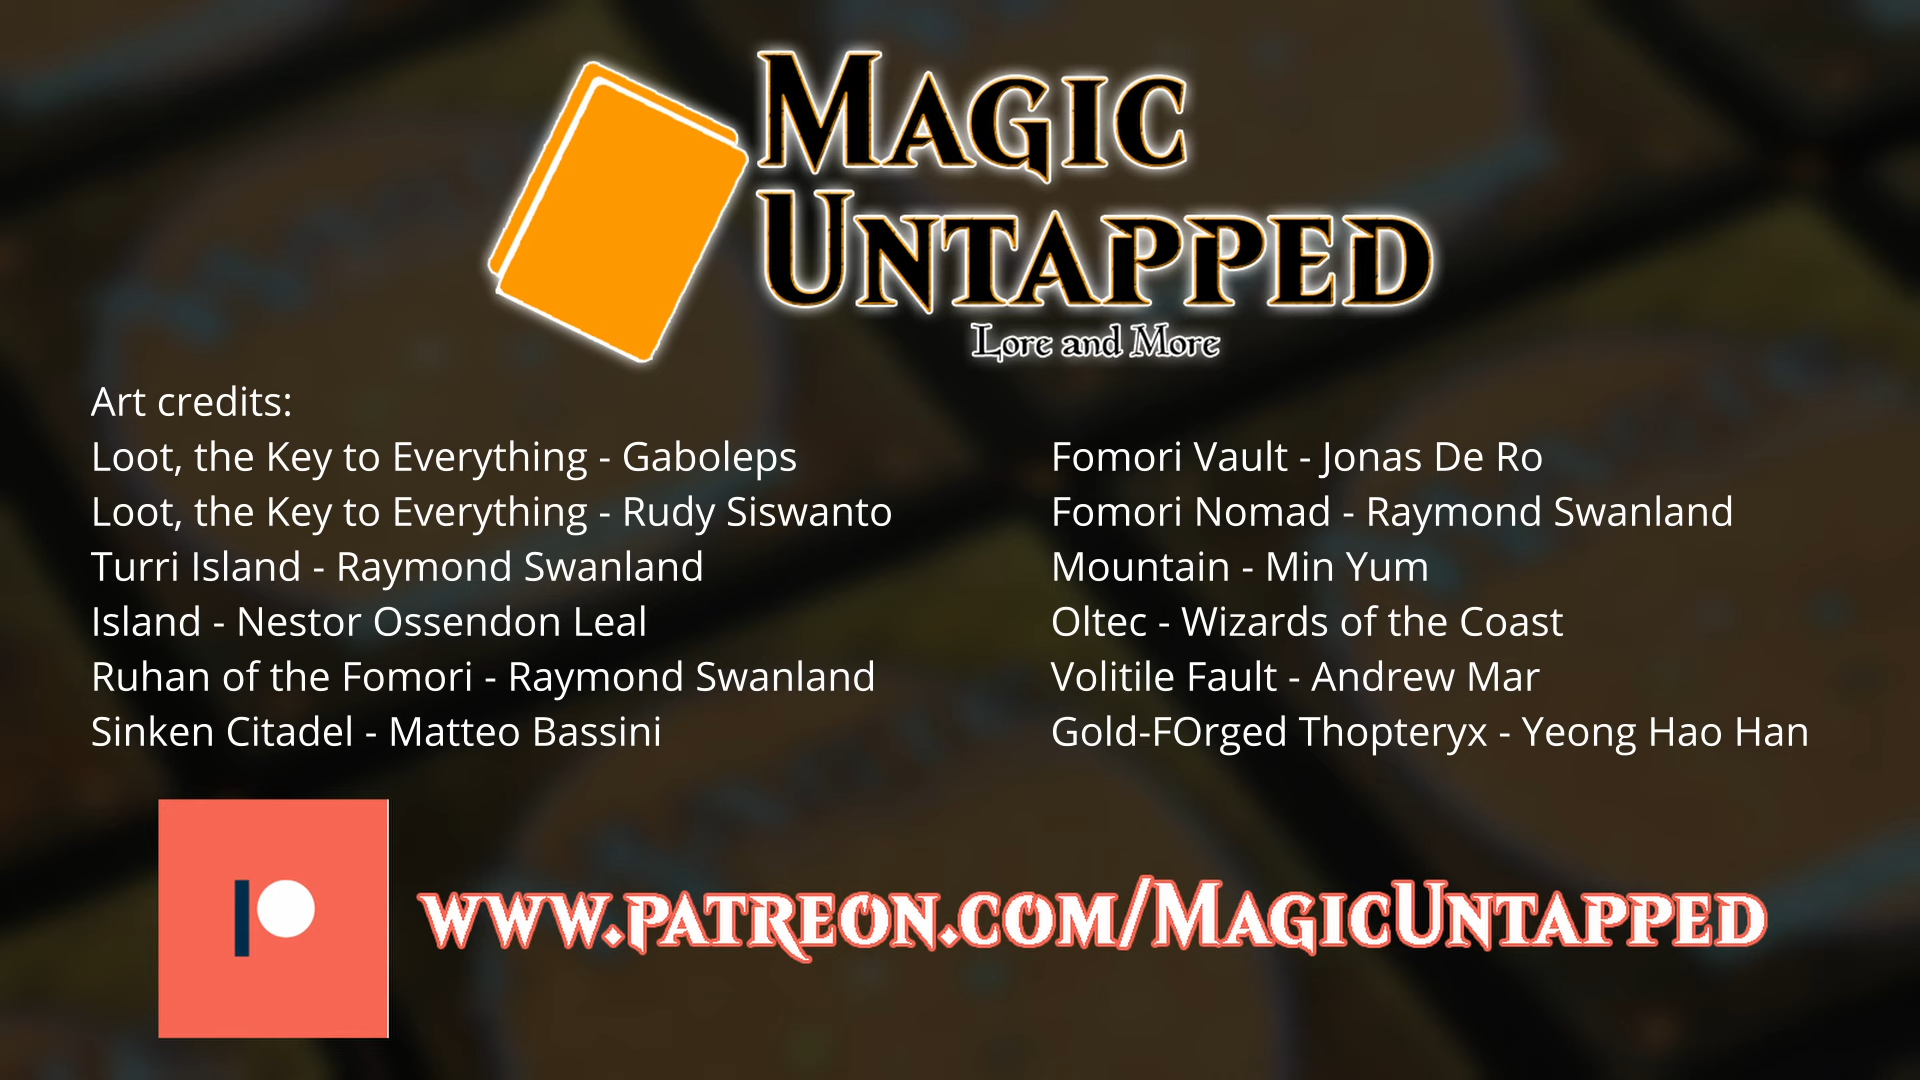 Magic
Untapped
Lore and More
Art credits:
Loot, the Key to Everything - Gaboleps
Loot, the Key to Everything - Rudy Siswanto
Turri Island - Raymond Swanland
Island - Nestor Ossendon Leal
Ruhan of the Fomori - Raymond Swanland
Sinken Citadel - Matteo Bassini
Fomori Vault - Jonas De Ro
Fomori Nomad - Raymond Swanland
Mountain - Min Yum
Oltec - Wizards of the Coast
Volitile Fault - Andrew Mar
Gold-FOrged Thopteryx - Yeong Hao Han
www.patreon.com/MagicUntapped